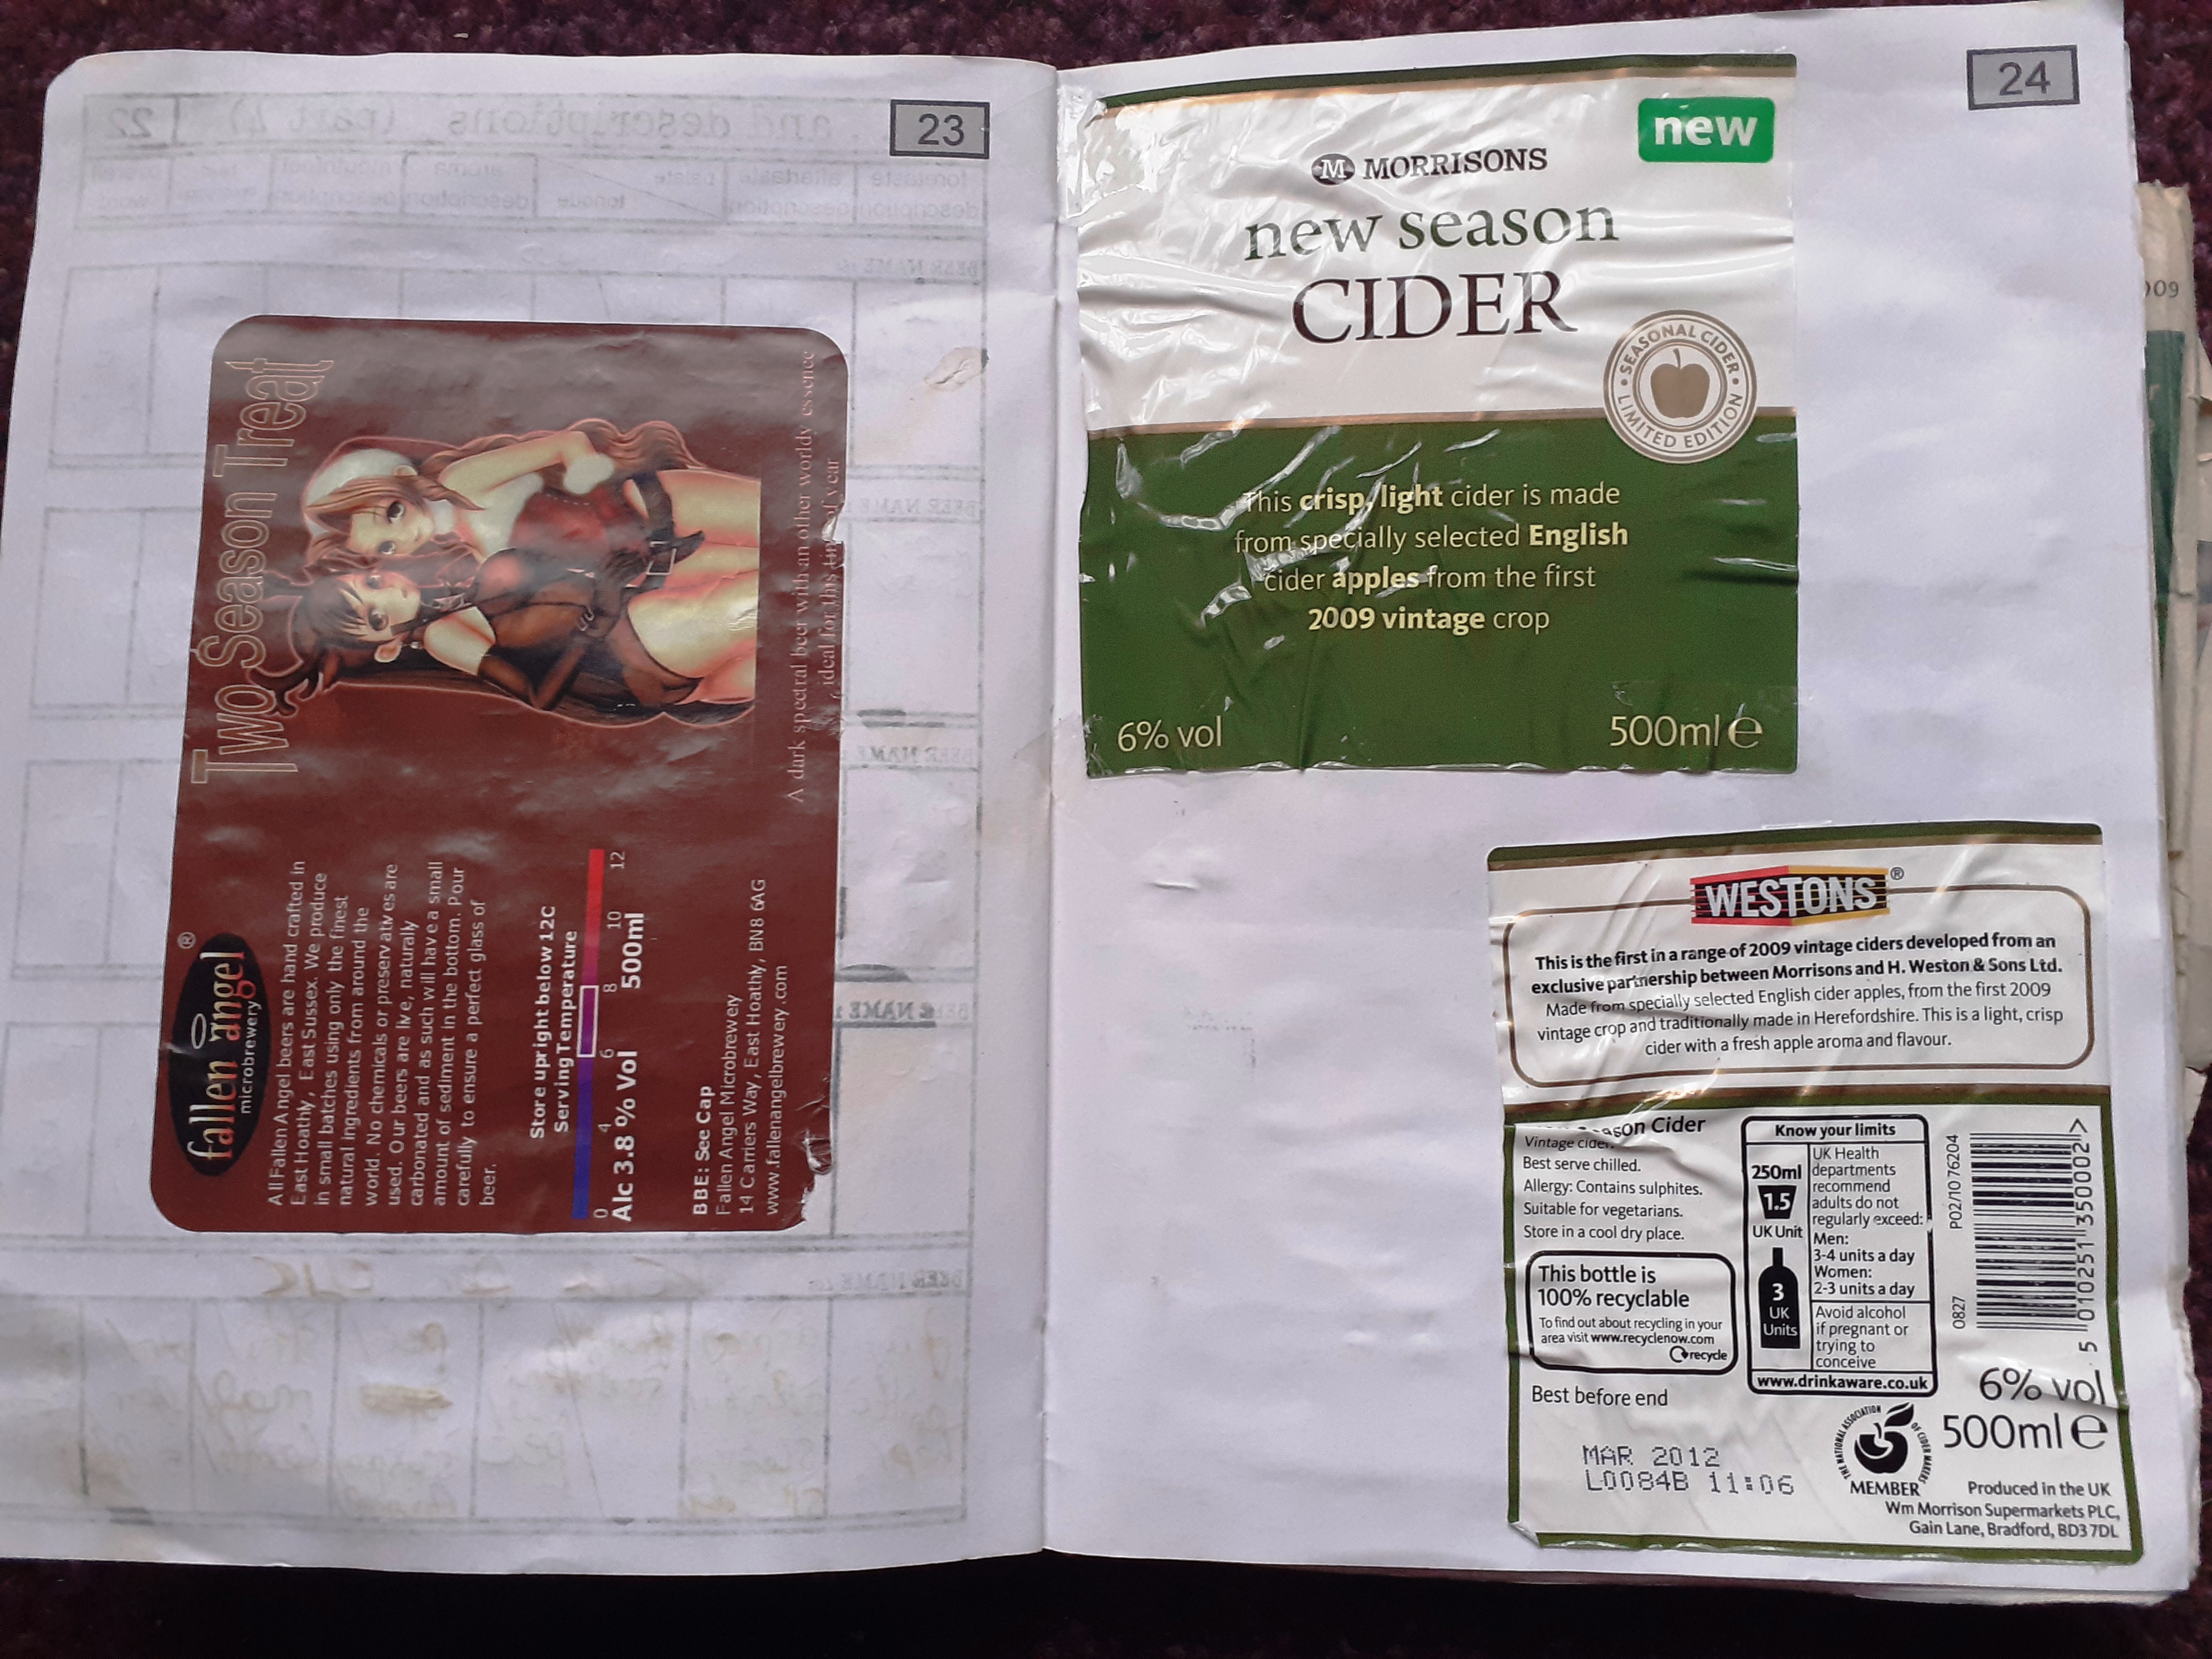 23
Two Season Treat
A dark spectral beer with an other worldy essence
ideal for this time of year
fallen angel ®
microbrewery
All Fallen Angel beers are hand crafted in
East Hoathly, East Sussex. We produce
in small batches using only the finest
natural ingredients from around the
world. No chemicals or preservatives are
used. Our beers are live, naturally
carbonated and as such will have a small
amount of sediment in the bottom. Pour
carefully to ensure a perfect glass of
beer.
Store upright below 12C
Serving Temperature
0 4 6 8 10 12
Alc 3.8 % Vol 500ml
BBE: See Cap
Fallen Angel Microbrewery
14 Carriers Way, East Hoathly, BN8 6AG
www.fallenangelbrewery.com
24
new
M MORRISONS
new season
CIDER
• SEASONAL CIDER •
LIMITED EDITION
This crisp, light cider is made
from specially selected English
cider apples from the first
2009 vintage crop
6% vol 500ml e
WESTONS ®
This is the first in a range of 2009 vintage ciders developed from an
exclusive partnership between Morrisons and H. Weston & Sons Ltd.
Made from specially selected English cider apples, from the first 2009
vintage crop and traditionally made in Herefordshire. This is a light, crisp
cider with a fresh apple aroma and flavour.
Cider
Vintage cider.
Best serve chilled.
Allergy: Contains sulphites.
Suitable for vegetarians.
Store in a cool dry place.
This bottle is
100% recyclable
To find out about recycling in your
area visit www.recyclenow.com
recycle
Know your limits
250ml
1.5
UK Unit
3
UK
Units
UK Health
departments
recommend
adults do not
regularly exceed:
Men:
3-4 units a day
Women:
2-3 units a day
Avoid alcohol
if pregnant or
trying to
conceive
www.drinkaware.co.uk
P02/1076204
0827
5 010251 350002 >
6% vol
500ml e
Best before end
MAR 2012
L0084B 11:06
THE NATIONAL ASSOCIATION OF CIDER MAKERS
MEMBER
Produced in the UK
Wm Morrison Supermarkets PLC,
Gain Lane, Bradford, BD3 7DL
009